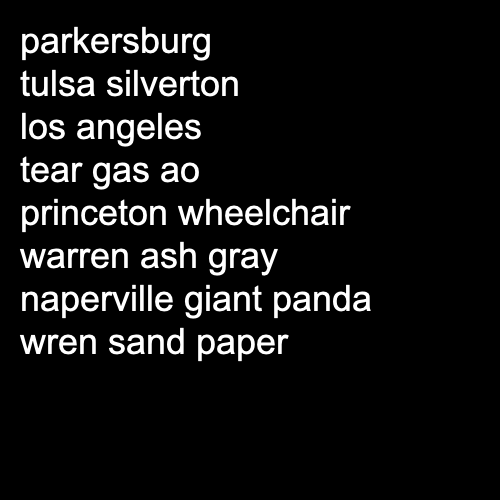 parkersburg
tulsa silverton
los angeles
tear gas ao
princeton wheelchair
warren ash gray
naperville giant panda
wren sand paper